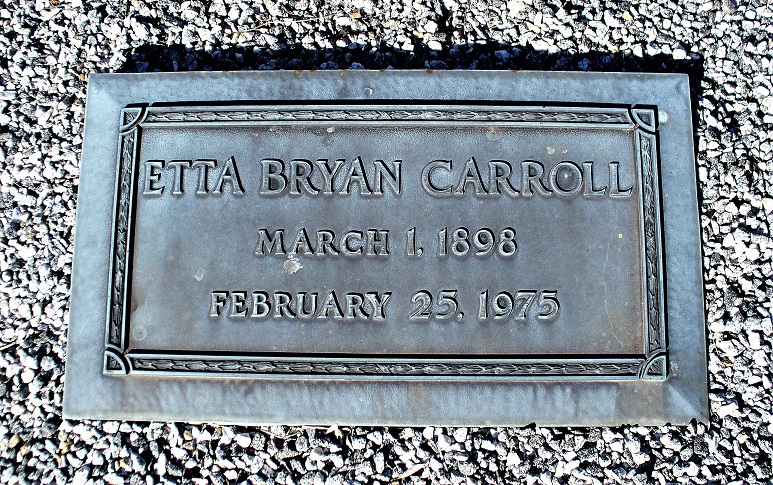 ETTA BRYAN CARROLL
MARCH 1, 1898
FEBRUARY 25, 1975